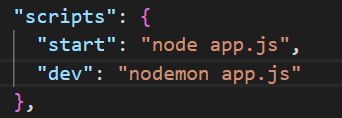 "scripts": {
"start": "node app.js",
"dev": "nodemon app.js"
},